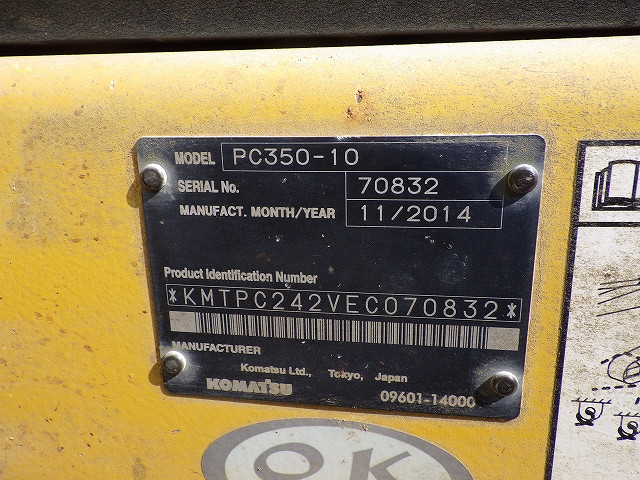 MODEL PC350-10
SERIAL No. 70832
MANUFACT. MONTH/YEAR 11/2014
Product Identification Number
*KMTPC242VEC070832*
MANUFACTURER
Komatsu Ltd., Tokyo, Japan
KOMATSU 09601-14000
OK